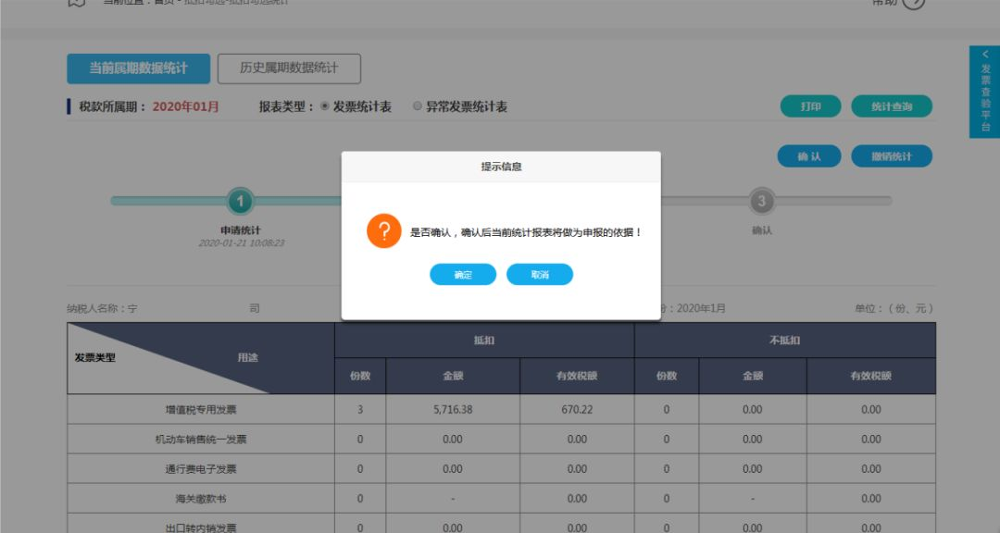 当前位置：首页 - 抵扣勾选-抵扣勾选统计
帮助
当前属期数据统计
历史属期数据统计
税款所属期： 2020年01月
报表类型： 发票统计表 异常发票统计表
打印
统计查询
发票查验平台
确 认
撤销统计
提示信息
1
3
申请统计
确认
2020-01-21 10:08:23
? 是否确认，确认后当前统计报表将做为申报的依据！
确定
取消
纳税人名称：宁 司
：2020年1月
单位：（份、元）
发票类型 用途
抵扣 不抵扣
份数 金额 有效税额 份数 金额 有效税额
增值税专用发票 3 5,716.38 670.22 0 0.00 0.00
机动车销售统一发票 0 0.00 0.00 0 0.00 0.00
通行费电子发票 0 0.00 0.00 0 0.00 0.00
海关缴款书 0 - 0.00 0 - 0.00
出口转内销发票 0 0.00 0.00 0 0.00 0.00